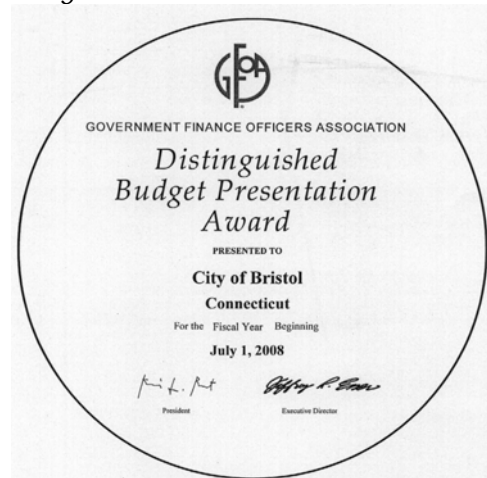 GFOA
GOVERNMENT FINANCE OFFICERS ASSOCIATION
Distinguished
Budget Presentation
Award
PRESENTED TO
City of Bristol
Connecticut
For the Fiscal Year Beginning
July 1, 2008
President
Executive Director